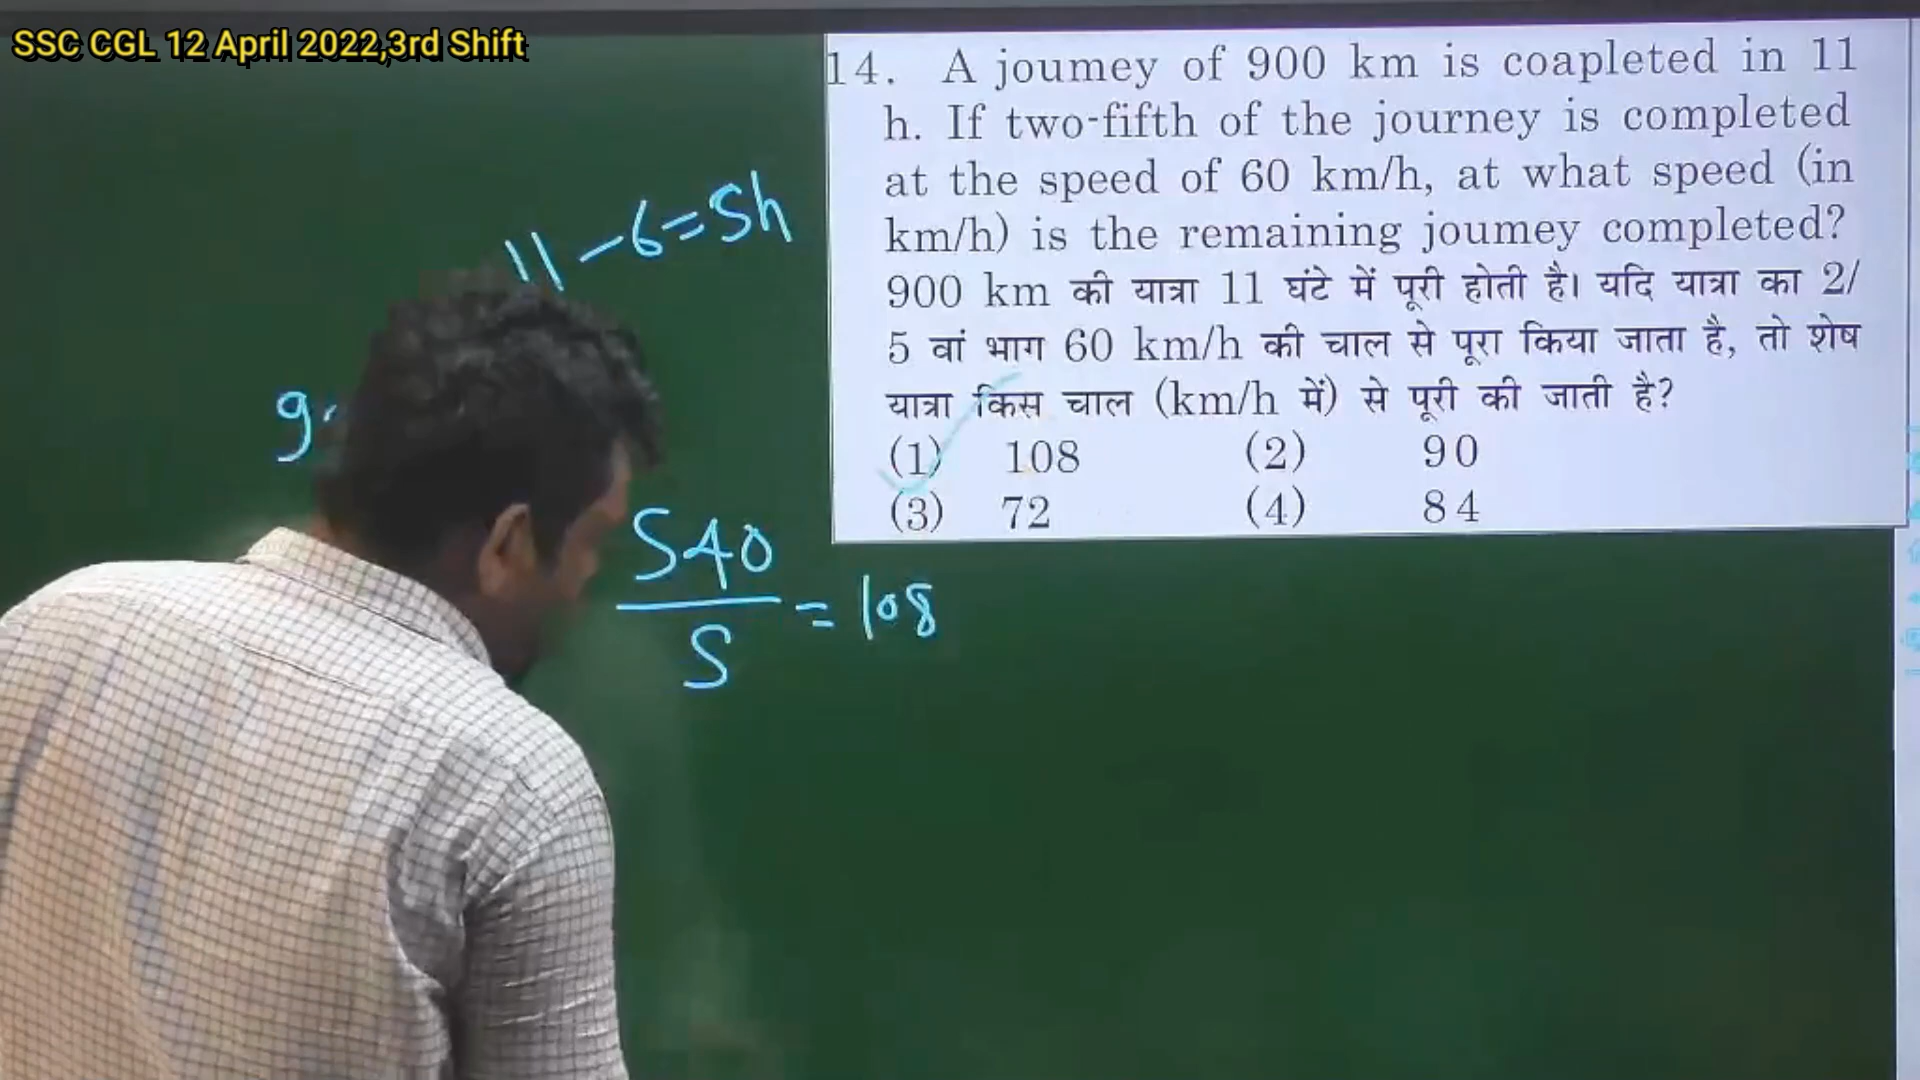 SSC CGL 12 April 2022,3rd Shift
14. A joumey of 900 km is coapleted in 11
h. If two-fifth of the journey is completed
at the speed of 60 km/h, at what speed (in
km/h) is the remaining joumey completed?
900 km की यात्रा 11 घंटे में पूरी होती है। यदि यात्रा का 2/
5 वां भाग 60 km/h की चाल से पूरा किया जाता है, तो शेष
यात्रा किस चाल (km/h में) से पूरी की जाती है?
(1) 108 (2) 90
(3) 72 (4) 84
11-6=5h
9
540
5
=108